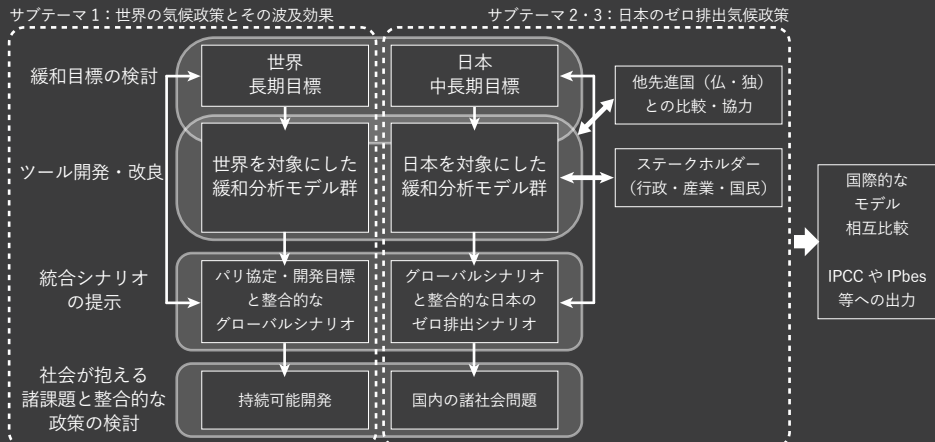 サブテーマ1：世界の気候政策とその波及効果
サブテーマ2・3：日本のゼロ排出気候政策
緩和目標の検討
世界
長期目標
日本
中長期目標
他先進国（仏・独）
との比較・協力
ツール開発・改良
世界を対象にした
緩和分析モデル群
日本を対象にした
緩和分析モデル群
ステークホルダー
（行政・産業・国民）
国際的な
モデル
相互比較
IPCC や IPbes
等への出力
統合シナリオ
の提示
パリ協定・開発目標
と整合的な
グローバルシナリオ
グローバルシナリオ
と整合的な日本の
ゼロ排出シナリオ
社会が抱える
諸課題と整合的な
政策の検討
持続可能開発
国内の諸社会問題